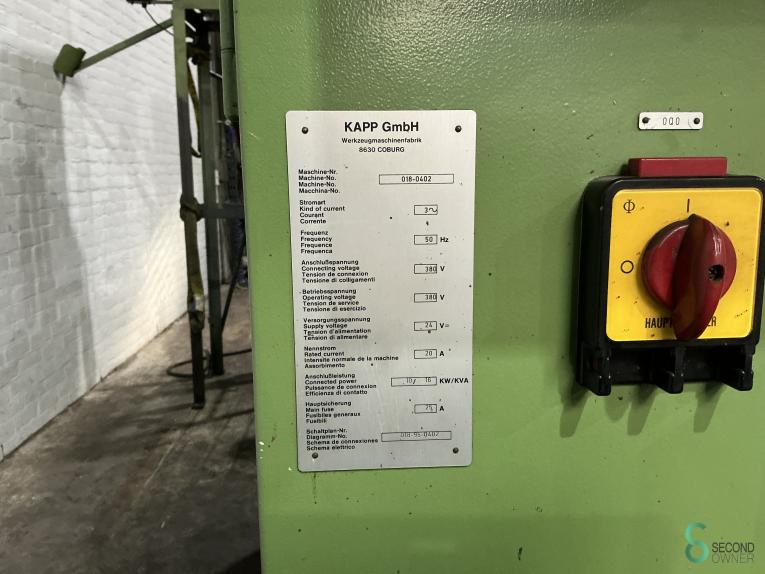 KAPP GmbH
Werkzeugmaschinenfabrik
8630 COBURG
Maschine-Nr.
Machine-No.
Machine-No.
Macchina-No.
018-0402
Stromart
Kind of current
Courant
Corrente
3~
Frequenz
Frequency
Frequence
Frequenca
50 Hz
Anschlußspannung
Connecting voltage
Tension de connexion
Tensione di colligamenti
380 V
Betriebsspannung
Operating voltage
Tension de service
Tensione di esercizio
380 V
Versorgungsspannung
Supply voltage
Tension d'alimentation
Tension di alimentare
24 V=
Nennstrom
Rated current
Intensite normale de la machine
Assorbimento
20 A
Anschlußleistung
Connected power
Puissance de connexion
Efficienza di contatto
10/ 16 KW/KVA
Hauptsicherung
Main fuse
Fusibles generaux
Fusibili
25 A
Schaltplan-Nr.
Diagramm-No.
Schema de connexiones
Schema elettrico
018-95-0402
000
I
O
SECOND
OWNER